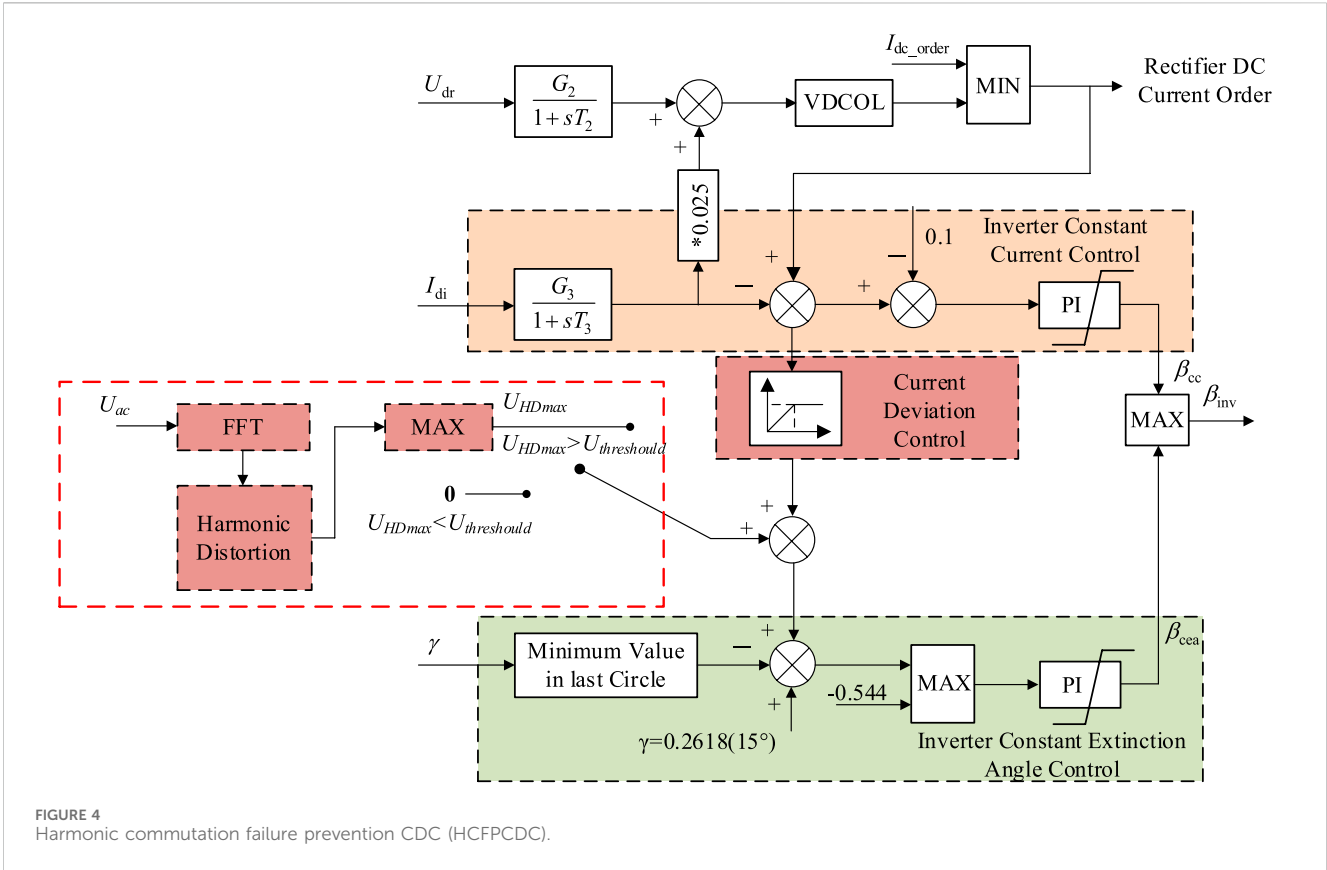 I_dc_order
U_dr
G_2
1 + sT_2
+
+
VDCOL
MIN
Rectifier DC
Current Order
*0.025
I_di
G_3
1 + sT_3
−
+
+
−
0.1
Inverter Constant
Current Control
PI
β_cc
β_inv
MAX
Current
Deviation
Control
U_ac
FFT
MAX
U_HDmax
U_HDmax>U_threshould
0
U_HDmax<U_threshould
Harmonic
Distortion
+
+
γ
Minimum Value
in last Circle
−
+
+
-0.544
γ=0.2618(15°)
MAX
PI
β_cea
Inverter Constant Extinction
Angle Control
FIGURE 4
Harmonic commutation failure prevention CDC (HCFPCDC).